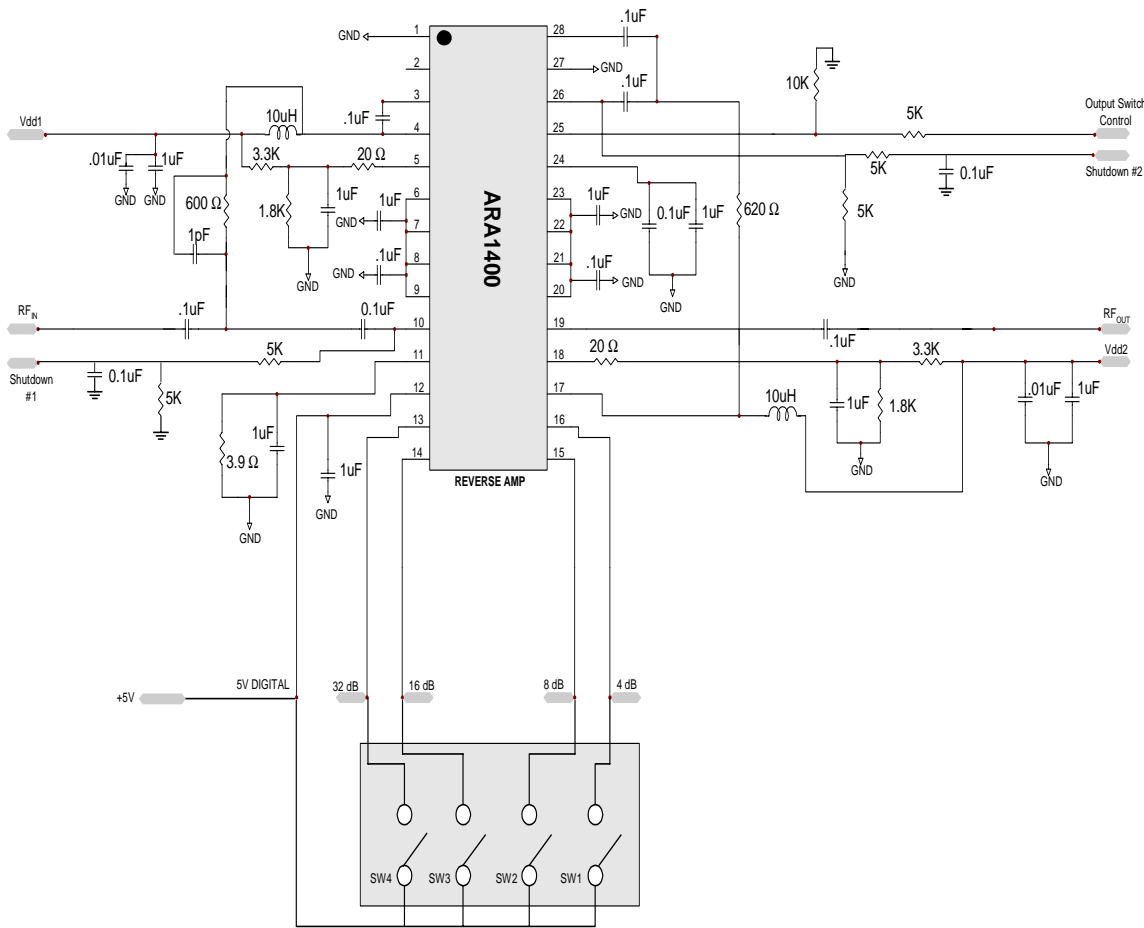 .1uF
GND
1
28
2
27
GND
.1uF
3
26
10K
10uH
.1uF
Vdd1
4
25
5K
Output Switch
Control
3.3K
20 Ω
5
24
5K
Shutdown #2
.01uF
1uF
0.1uF
GND
GND
1.8K
1uF
600 Ω
1uF
6
23
1uF
GND
GND
0.1uF
1uF
620 Ω
5K
7
22
1pF
ARA1400
.1uF
8
21
.1uF
GND
GND
GND
9
20
GND
GND
RF IN
.1uF
0.1uF
10
19
.1uF
RF OUT
5K
11
20 Ω
18
3.3K
Vdd2
Shutdown
#1
0.1uF
5K
12
17
10uH
1uF
1.8K
.01uF
1uF
13
16
1uF
3.9 Ω
1uF
14
15
GND
GND
REVERSE AMP
GND
GND
+5V
5V DIGITAL
32 dB
16 dB
8 dB
4 dB
SW4
SW3
SW2
SW1